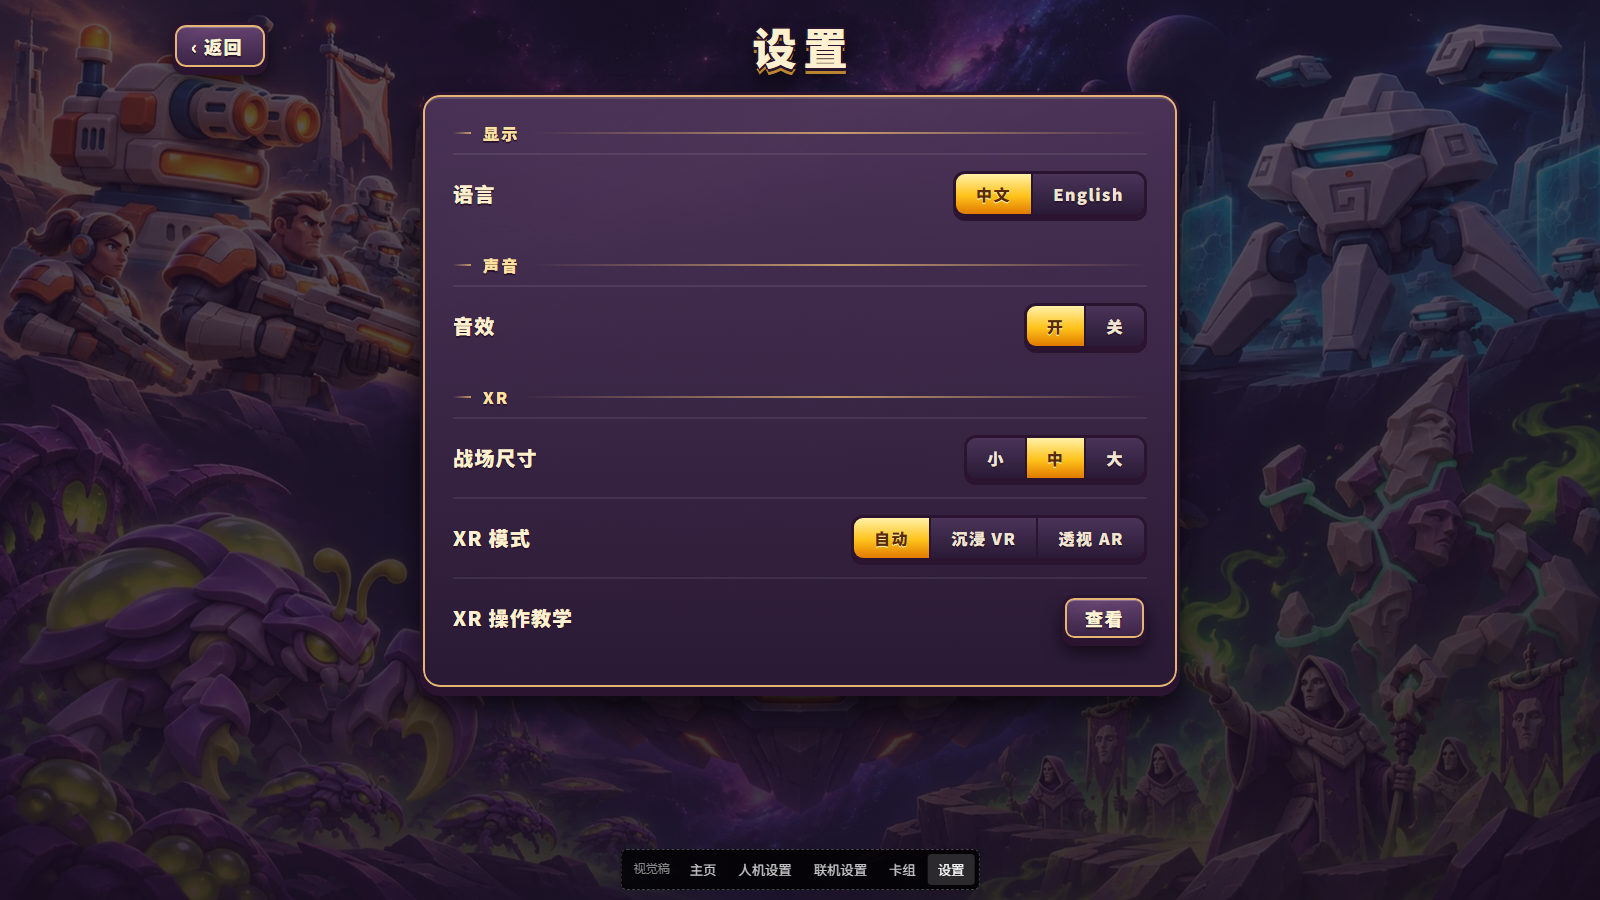 ‹ 返回
设置
显示
语言 中文 English
声音
音效 开 关
XR
战场尺寸 小 中 大
XR 模式 自动 沉浸 VR 透视 AR
XR 操作教学 查看
视觉稿 主页 人机设置 联机设置 卡组 设置